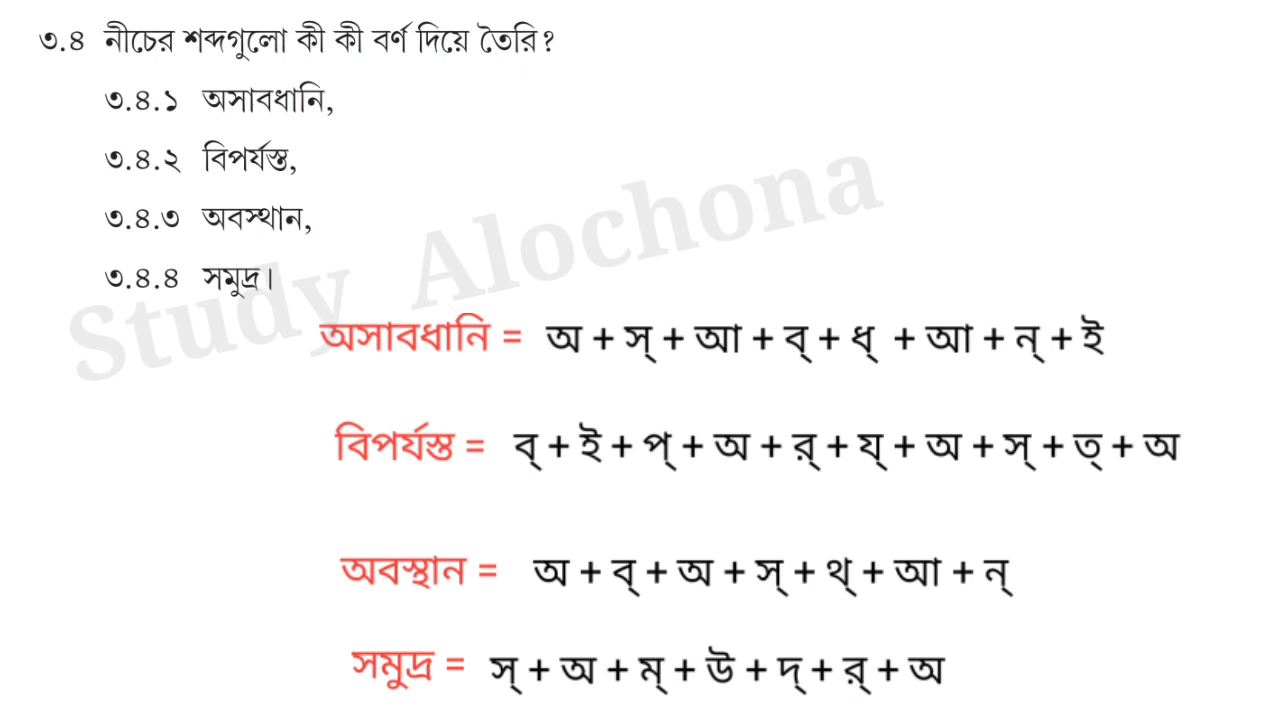 ৩.৪ নীচের শব্দগুলো কী কী বর্ণ দিয়ে তৈরি?
৩.৪.১ অসাবধানি,
৩.৪.২ বিপর্যস্ত,
৩.৪.৩ অবস্থান,
৩.৪.৪ সমুদ্র।
Study Alochona
অসাবধানি = অ + স্ + আ + ব্ + ধ্ + আ + ন্ + ই
বিপর্যস্ত = ব্ + ই + প্ + অ + র্ + য্ + অ + স্ + ত্ + অ
অবস্থান = অ + ব্ + অ + স্ + থ্ + আ + ন্
সমুদ্র = স্ + অ + ম্ + উ + দ্ + র্ + অ